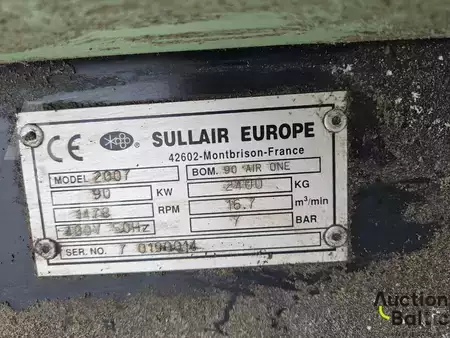 CE SULLAIR EUROPE
42602-Montbrison-France
MODEL 2007 BOM. 90 AIR ONE
90 KW 2400 KG
RPM 16.7 m³/min
400V 50Hz 7 BAR
SER. NO. 7 0190014
Auction
Baltic